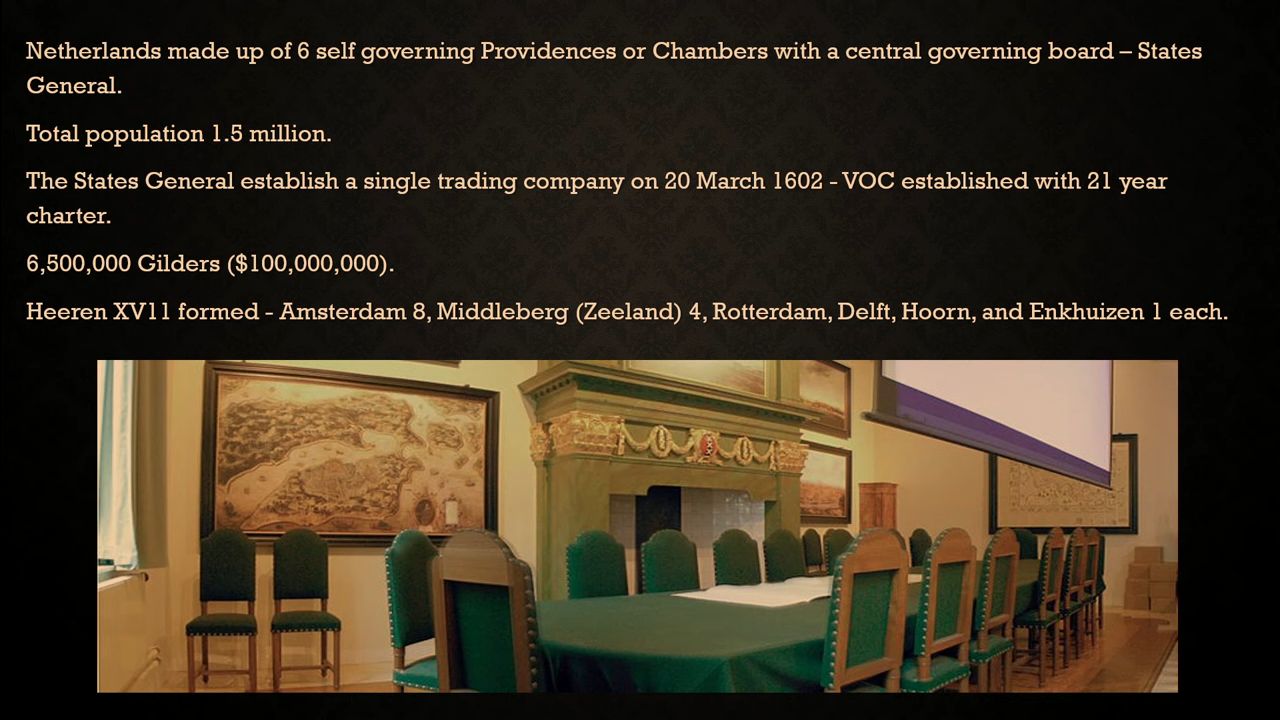 Netherlands made up of 6 self governing Providences or Chambers with a central governing board – States
General.
Total population 1.5 million.
The States General establish a single trading company on 20 March 1602 - VOC established with 21 year
charter.
6,500,000 Gilders ($100,000,000).
Heeren XV11 formed - Amsterdam 8, Middleberg (Zeeland) 4, Rotterdam, Delft, Hoorn, and Enkhuizen 1 each.